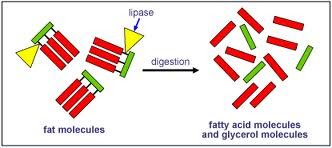 lipase
digestion
fat molecules
fatty acid molecules
and glycerol molecules